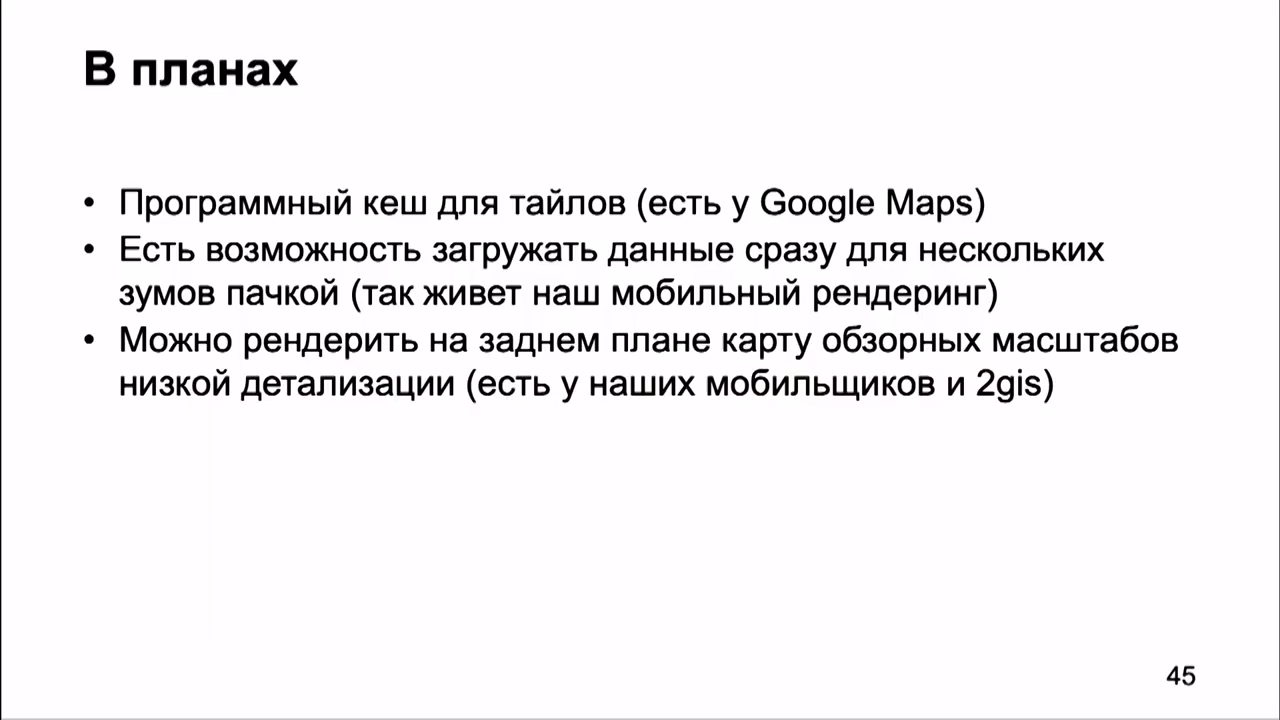 В планах
• Программный кеш для тайлов (есть у Google Maps)
• Есть возможность загружать данные сразу для нескольких
зумов пачкой (так живет наш мобильный рендеринг)
• Можно рендерить на заднем плане карту обзорных масштабов
низкой детализации (есть у наших мобильщиков и 2gis)
45